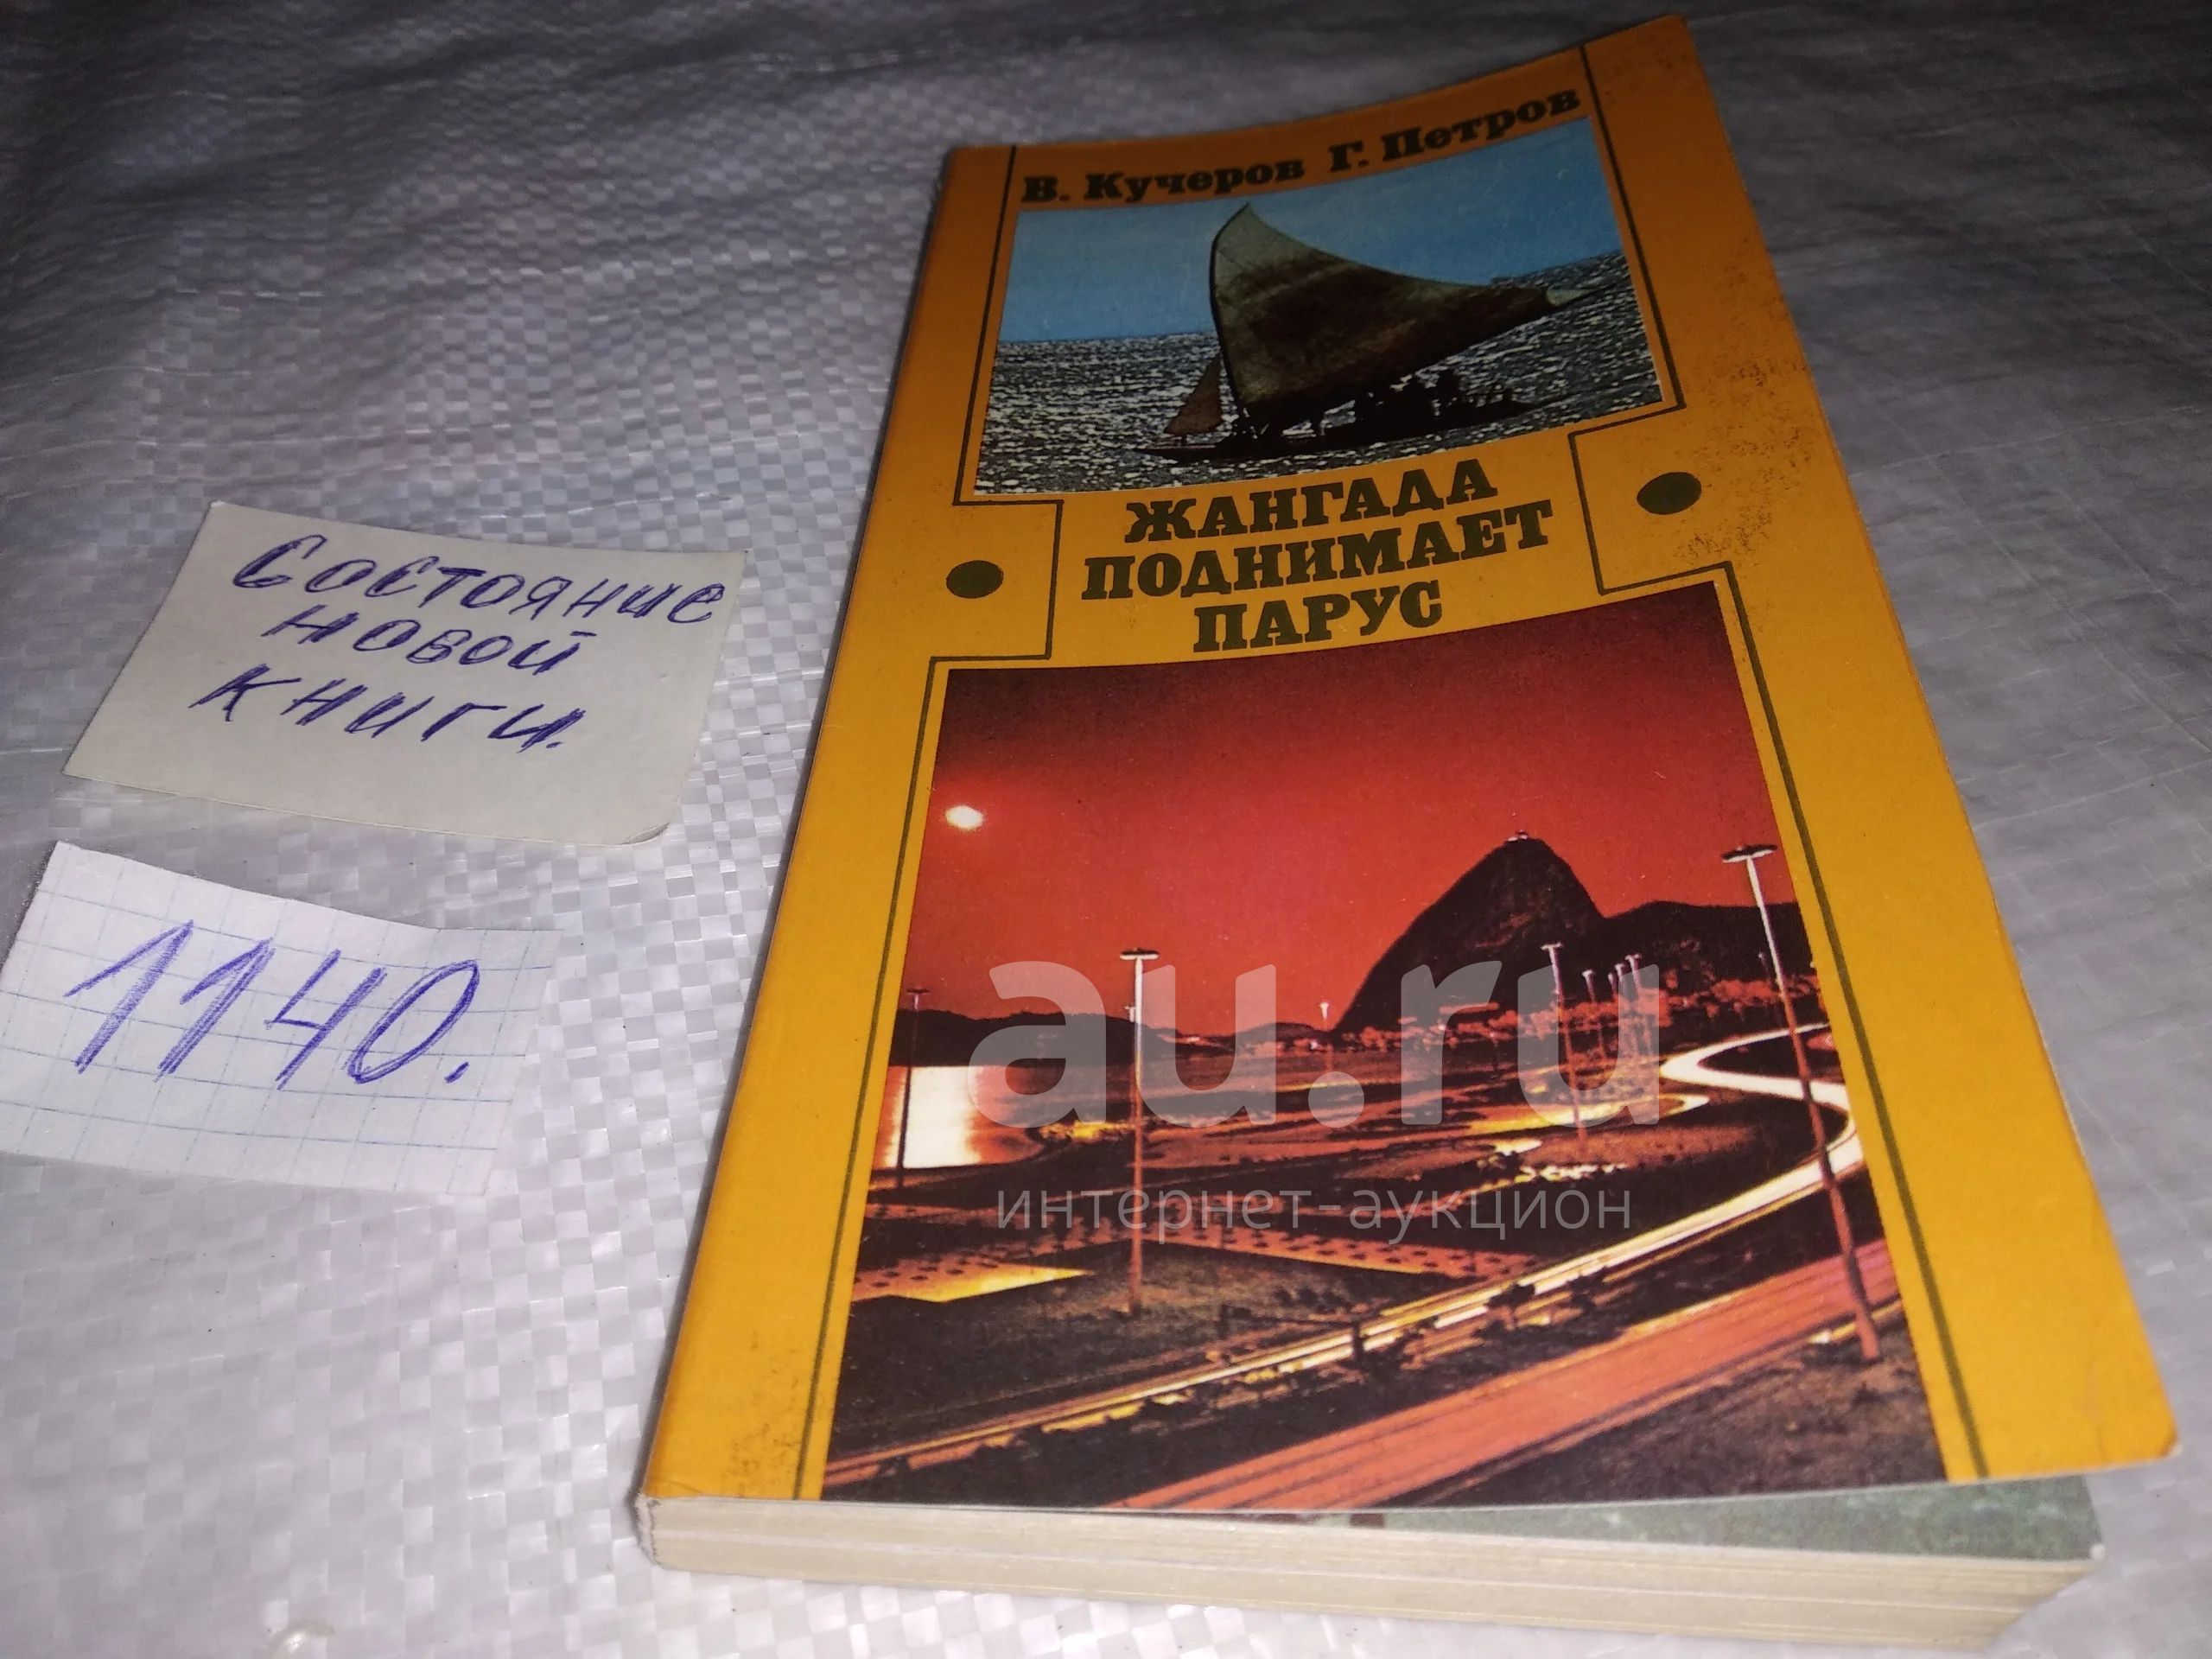 В. Кучеров Г. Петров
ЖАНГАДА
ПОДНИМАЕТ
ПАРУС
Состояние
новой
книги.
1140.
au.ru
интернет-аукцион